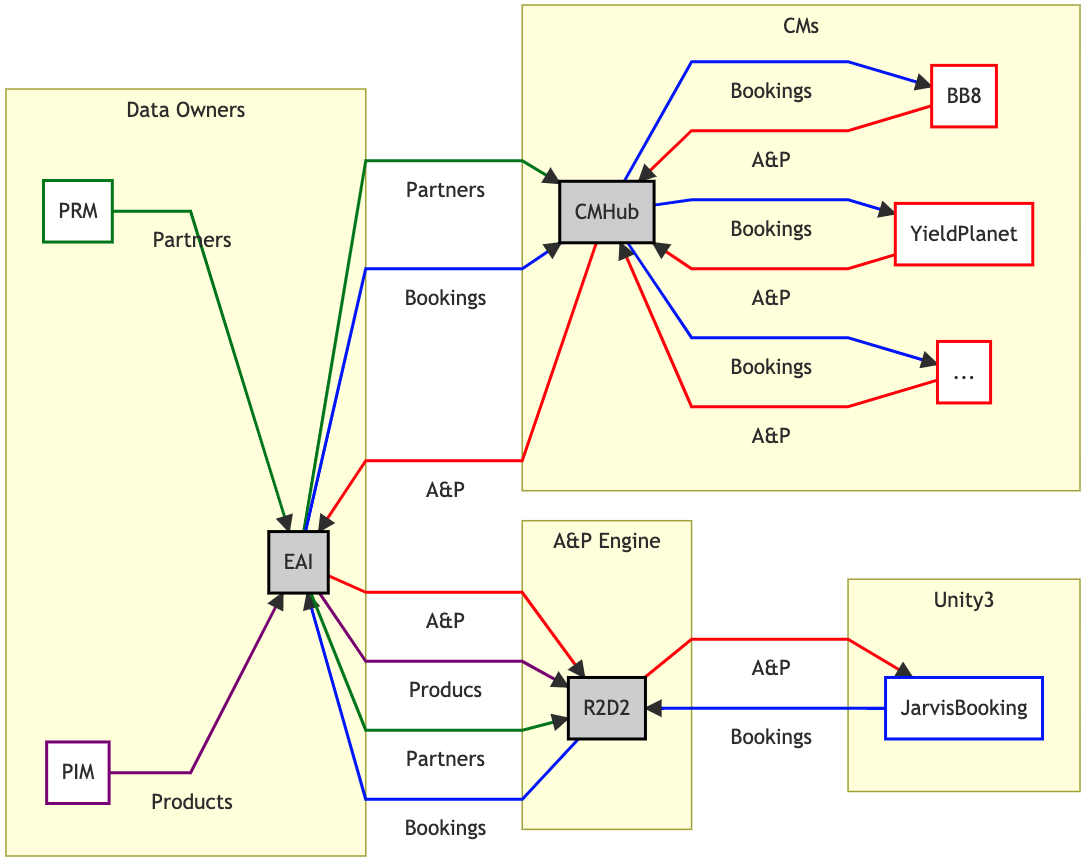 CMs
Bookings
BB8
A&P
Data Owners
PRM
Partners
Partners
CMHub
Bookings
YieldPlanet
Bookings
A&P
Bookings
...
A&P
A&P
EAI
A&P Engine
A&P
Unity3
Producs
R2D2
A&P
JarvisBooking
Bookings
PIM
Products
Partners
Bookings